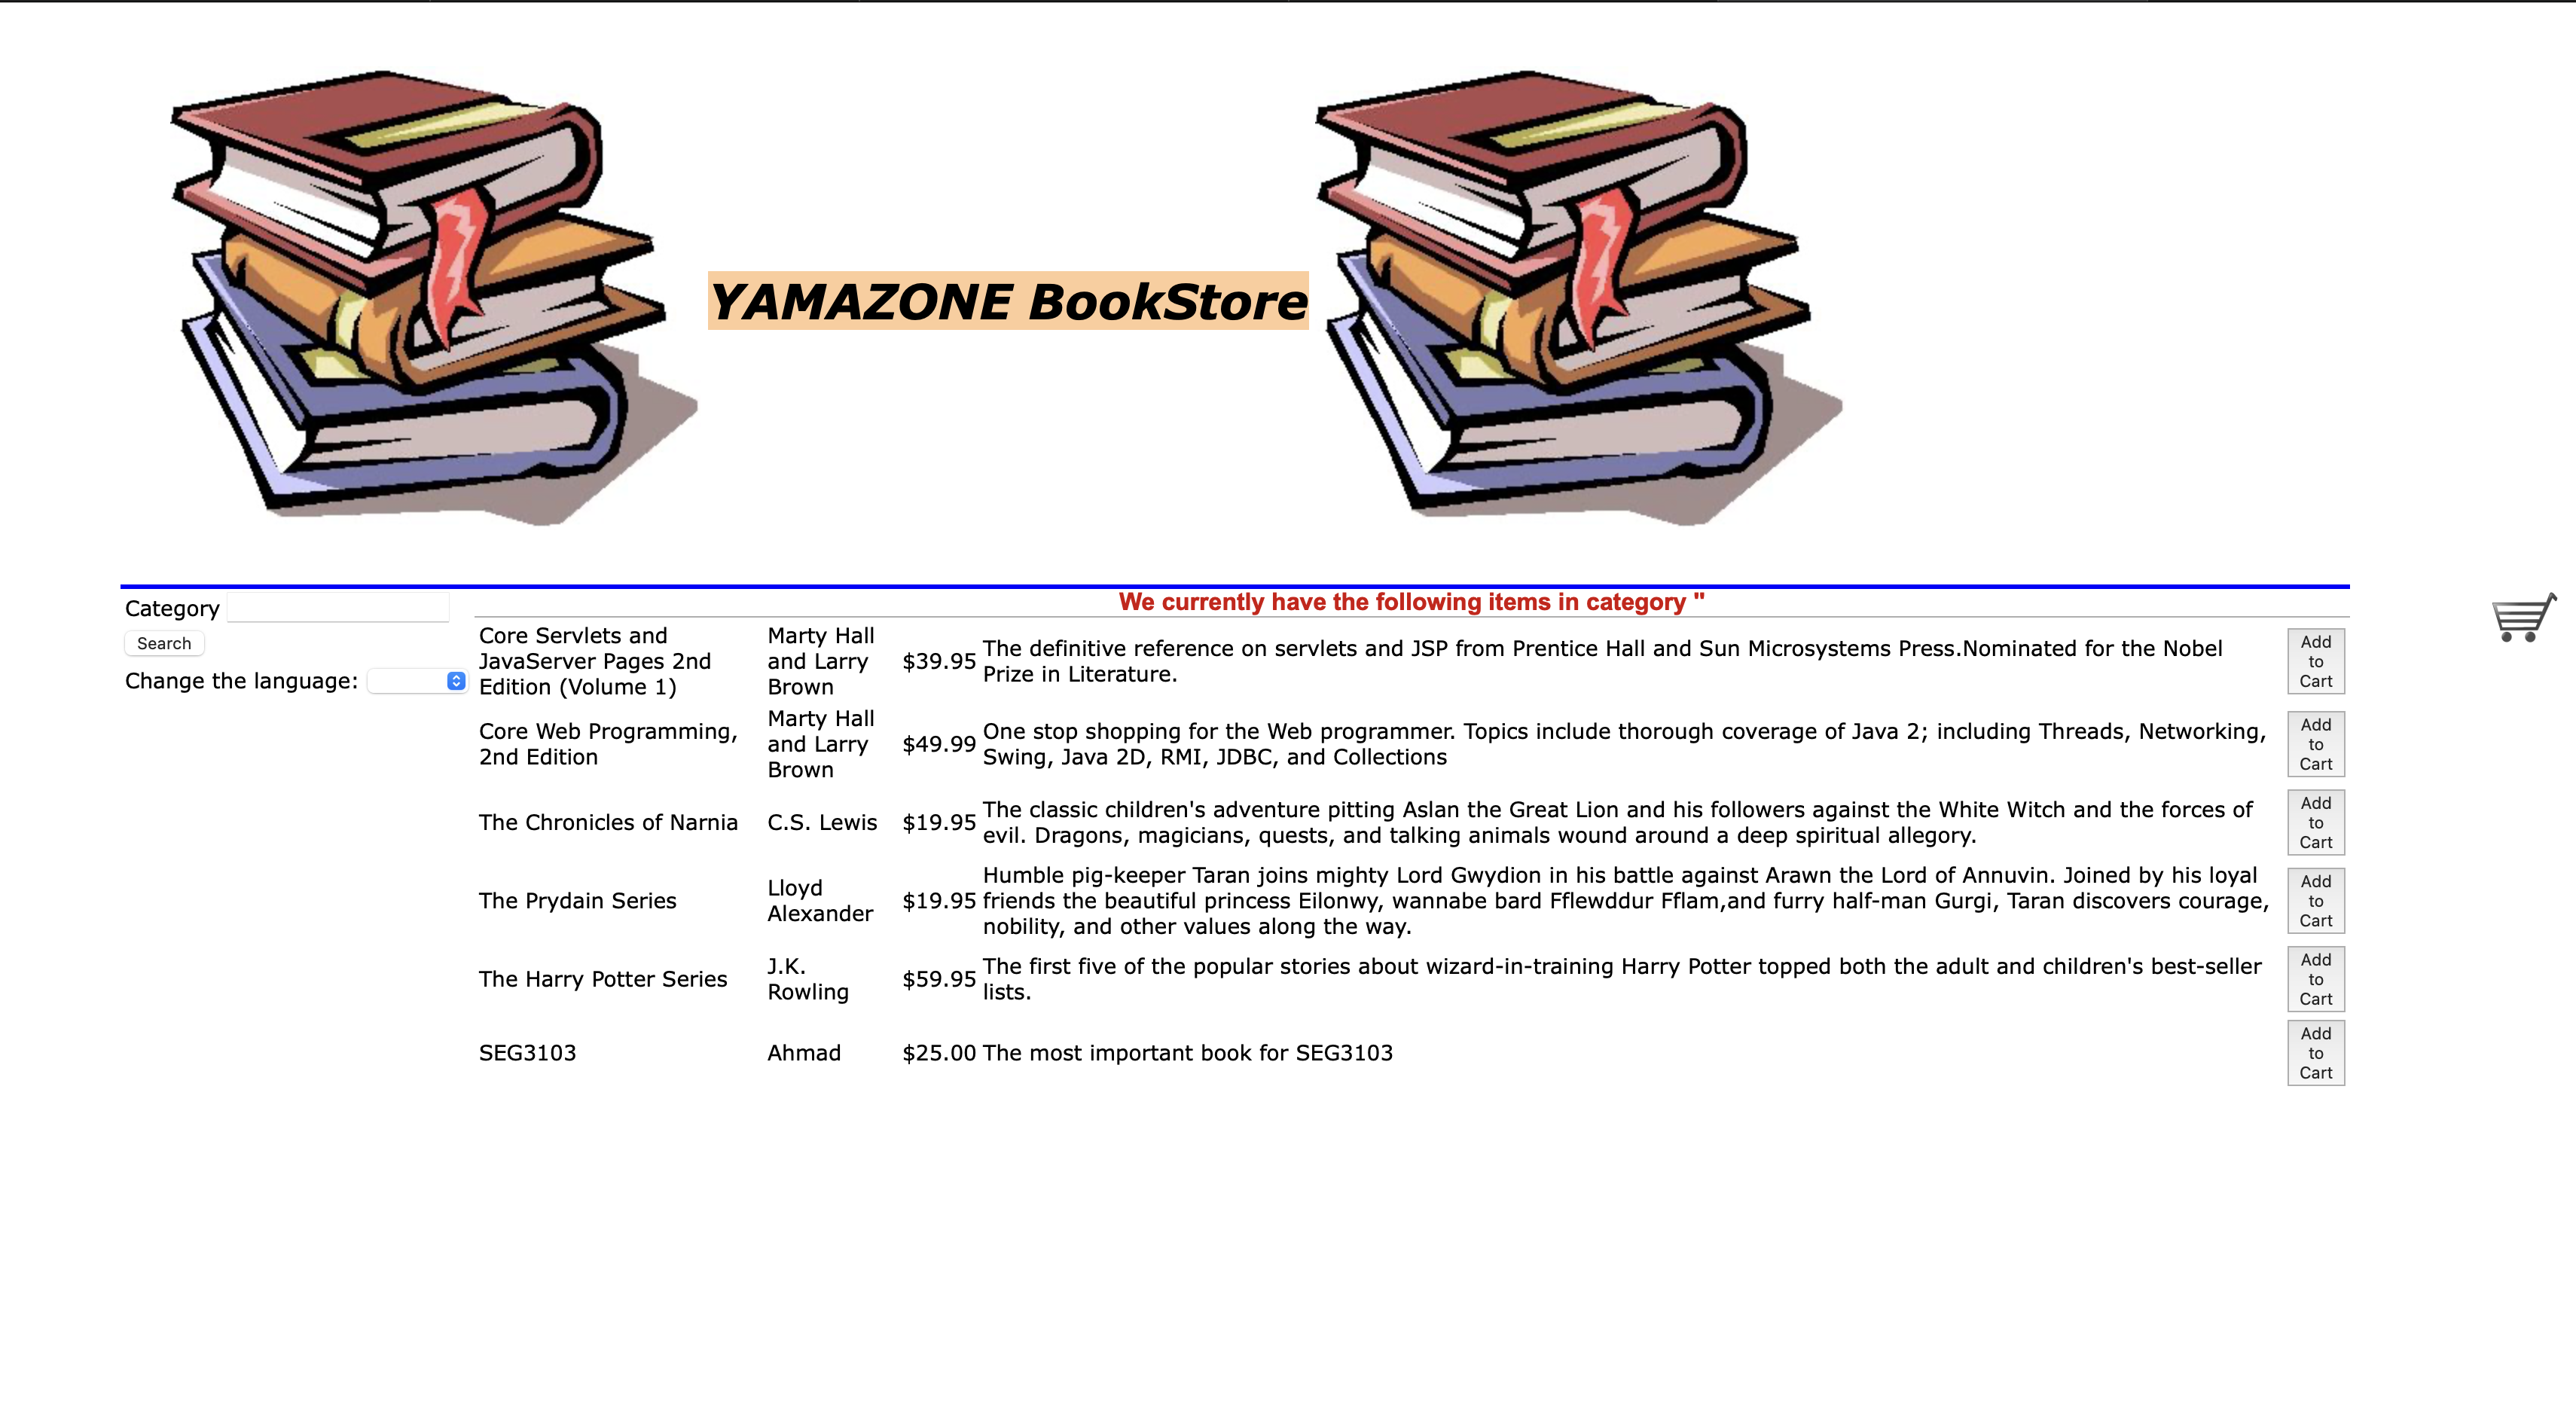 YAMAZONE BookStore
We currently have the following items in category "
Category
Search
Change the language:
Core Servlets and
JavaServer Pages 2nd
Edition (Volume 1)
Marty Hall
and Larry
Brown
$39.95
The definitive reference on servlets and JSP from Prentice Hall and Sun Microsystems Press.Nominated for the Nobel
Prize in Literature.
Add
to
Cart
Core Web Programming,
2nd Edition
Marty Hall
and Larry
Brown
$49.99
One stop shopping for the Web programmer. Topics include thorough coverage of Java 2; including Threads, Networking,
Swing, Java 2D, RMI, JDBC, and Collections
Add
to
Cart
The Chronicles of Narnia
C.S. Lewis
$19.95
The classic children's adventure pitting Aslan the Great Lion and his followers against the White Witch and the forces of
evil. Dragons, magicians, quests, and talking animals wound around a deep spiritual allegory.
Add
to
Cart
The Prydain Series
Lloyd
Alexander
$19.95
Humble pig-keeper Taran joins mighty Lord Gwydion in his battle against Arawn the Lord of Annuvin. Joined by his loyal
friends the beautiful princess Eilonwy, wannabe bard Fflewddur Fflam,and furry half-man Gurgi, Taran discovers courage,
nobility, and other values along the way.
Add
to
Cart
The Harry Potter Series
J.K.
Rowling
$59.95
The first five of the popular stories about wizard-in-training Harry Potter topped both the adult and children's best-seller
lists.
Add
to
Cart
SEG3103
Ahmad
$25.00
The most important book for SEG3103
Add
to
Cart